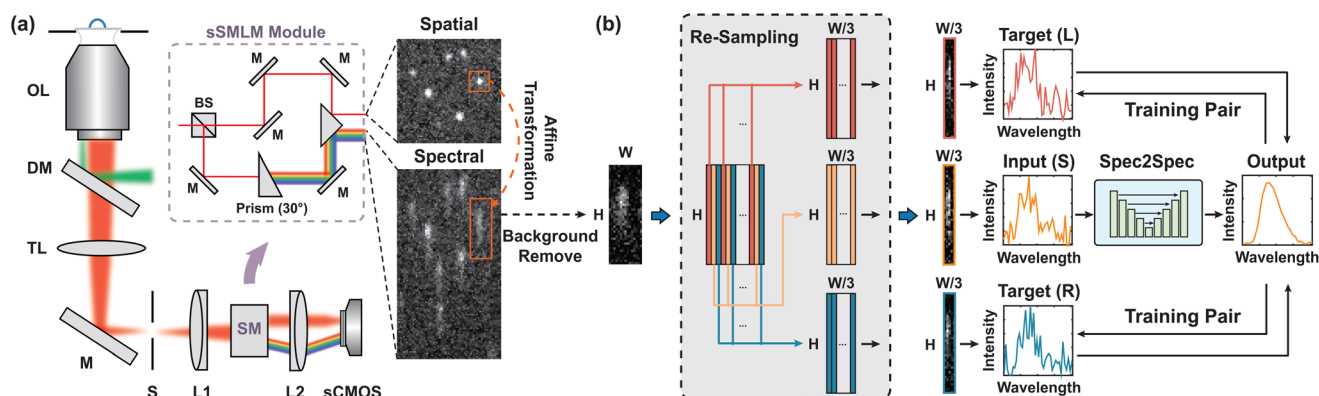 (a)
OL
DM
TL
M
S
L1
SM
L2
sCMOS
sSMLM Module
M
M
BS
M
M
Prism (30°)
M
Spatial
Affine
Transformation
Spectral
Background
Remove
(b)
W
H
Re-Sampling
H
...
...
...
...
W/3
H
...
W/3
H
...
W/3
H
...
W/3
H
Target (L)
Intensity
Wavelength
Training Pair
W/3
H
Input (S)
Intensity
Wavelength
Spec2Spec
Output
Intensity
Wavelength
W/3
H
Target (R)
Intensity
Wavelength
Training Pair